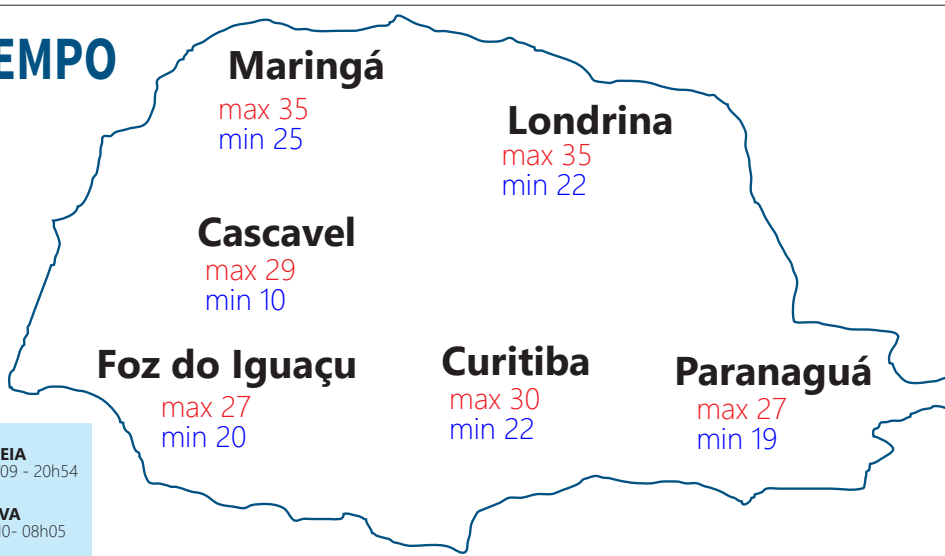 EMPO
Maringá
max 35
min 25
Londrina
max 35
min 22
Cascavel
max 29
min 10
Foz do Iguaçu
max 27
min 20
Curitiba
max 30
min 22
Paranaguá
max 27
min 19
EIA
09 - 20h54
VA
0- 08h05